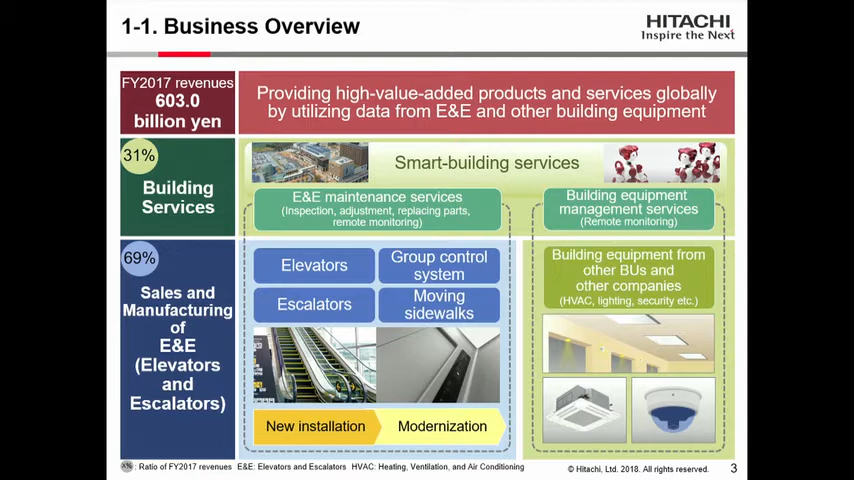 1-1. Business Overview
HITACHI
Inspire the Next
FY2017 revenues
603.0
billion yen
Providing high-value-added products and services globally
by utilizing data from E&E and other building equipment
31%
Building
Services
Smart-building services
E&E maintenance services
(Inspection, adjustment, replacing parts,
remote monitoring)
Building equipment
management services
(Remote monitoring)
69%
Sales and
Manufacturing
of
E&E
(Elevators
and
Escalators)
Elevators
Group control
system
Escalators
Moving
sidewalks
New installation
Modernization
Building equipment from
other BUs and
other companies
(HVAC, lighting, security etc.)
X%: Ratio of FY2017 revenues E&E: Elevators and Escalators HVAC: Heating, Ventilation, and Air Conditioning
© Hitachi, Ltd. 2018. All rights reserved.
3